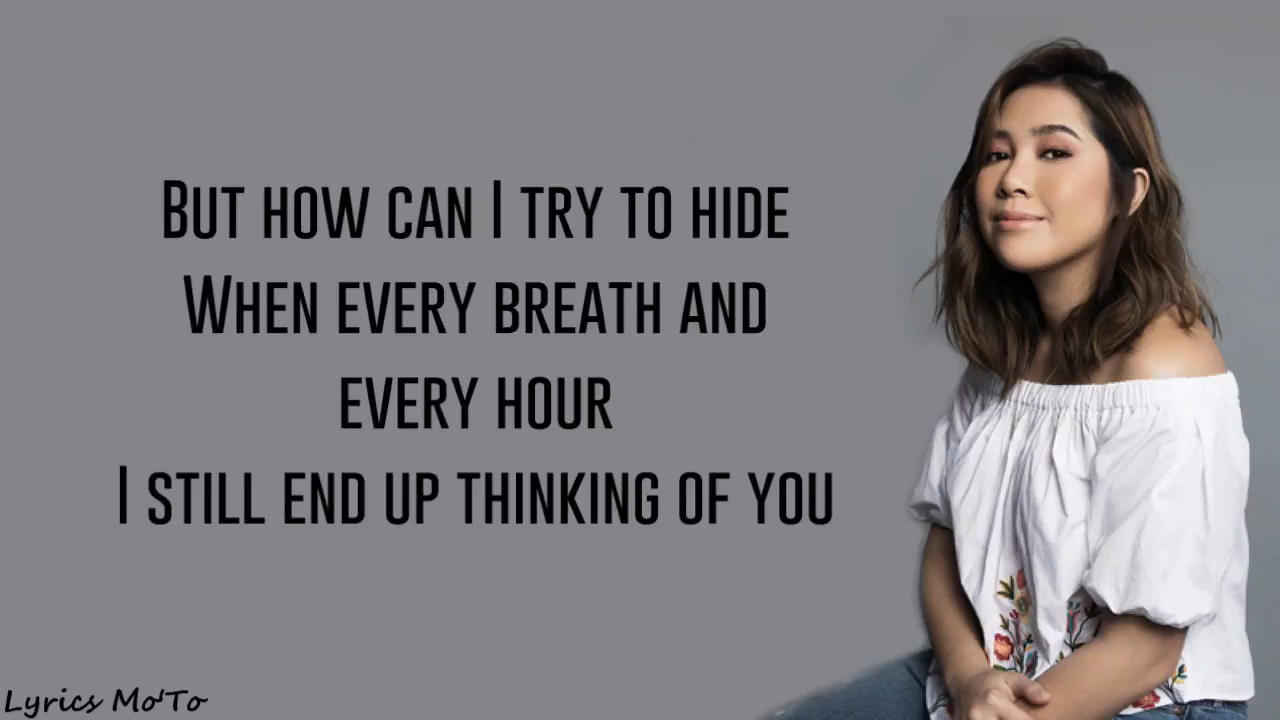 But how can I try to hide
When every breath and
every hour
I still end up thinking of you
Lyrics Mo'To